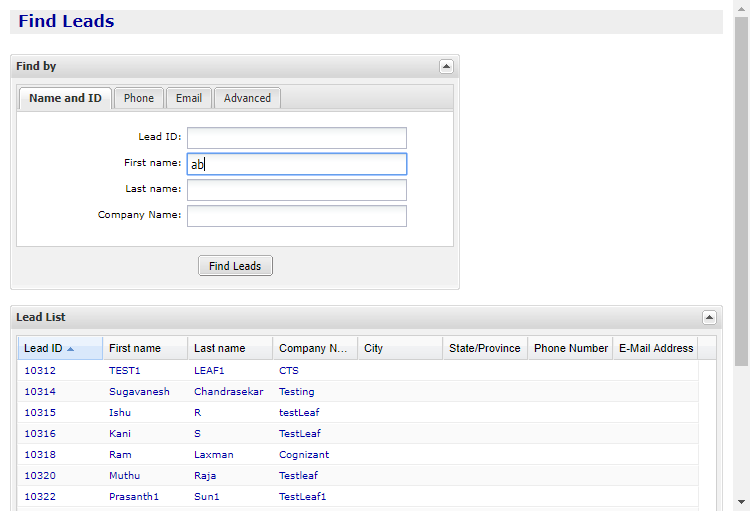 Find Leads
Find by
Name and ID Phone Email Advanced
Lead ID:
First name: ab
Last name:
Company Name:
Find Leads
Lead List
Lead ID First name Last name Company N... City State/Province Phone Number E-Mail Address
10312 TEST1 LEAF1 CTS
10314 Sugavanesh Chandrasekar Testing
10315 Ishu R testLeaf
10316 Kani S TestLeaf
10318 Ram Laxman Cognizant
10320 Muthu Raja Testleaf
10322 Prasanth1 Sun1 TestLeaf1